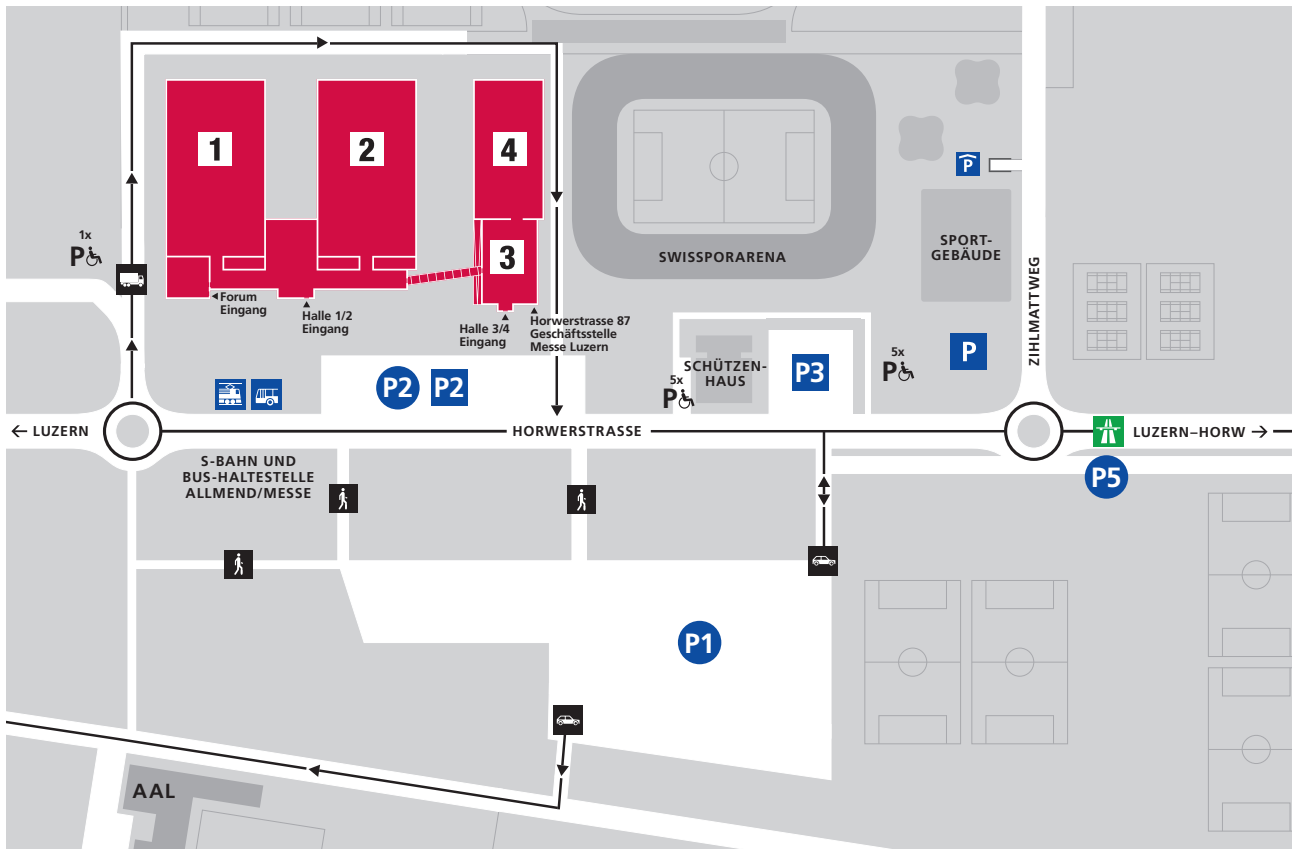 1
2
4
3
1x
P
Forum
Eingang
Halle 1/2
Eingang
Halle 3/4
Eingang
Horwerstrasse 87
Geschäftsstelle
Messe Luzern
SWISSPORARENA
P
SPORT-
GEBÄUDE
ZIHLMATTWEG
P2
P2
SCHÜTZEN-
HAUS
5x
P
P3
5x
P
P
← LUZERN
HORWERSTRASSE
LUZERN–HORW →
P5
S-BAHN UND
BUS-HALTESTELLE
ALLMEND/MESSE
P1
AAL